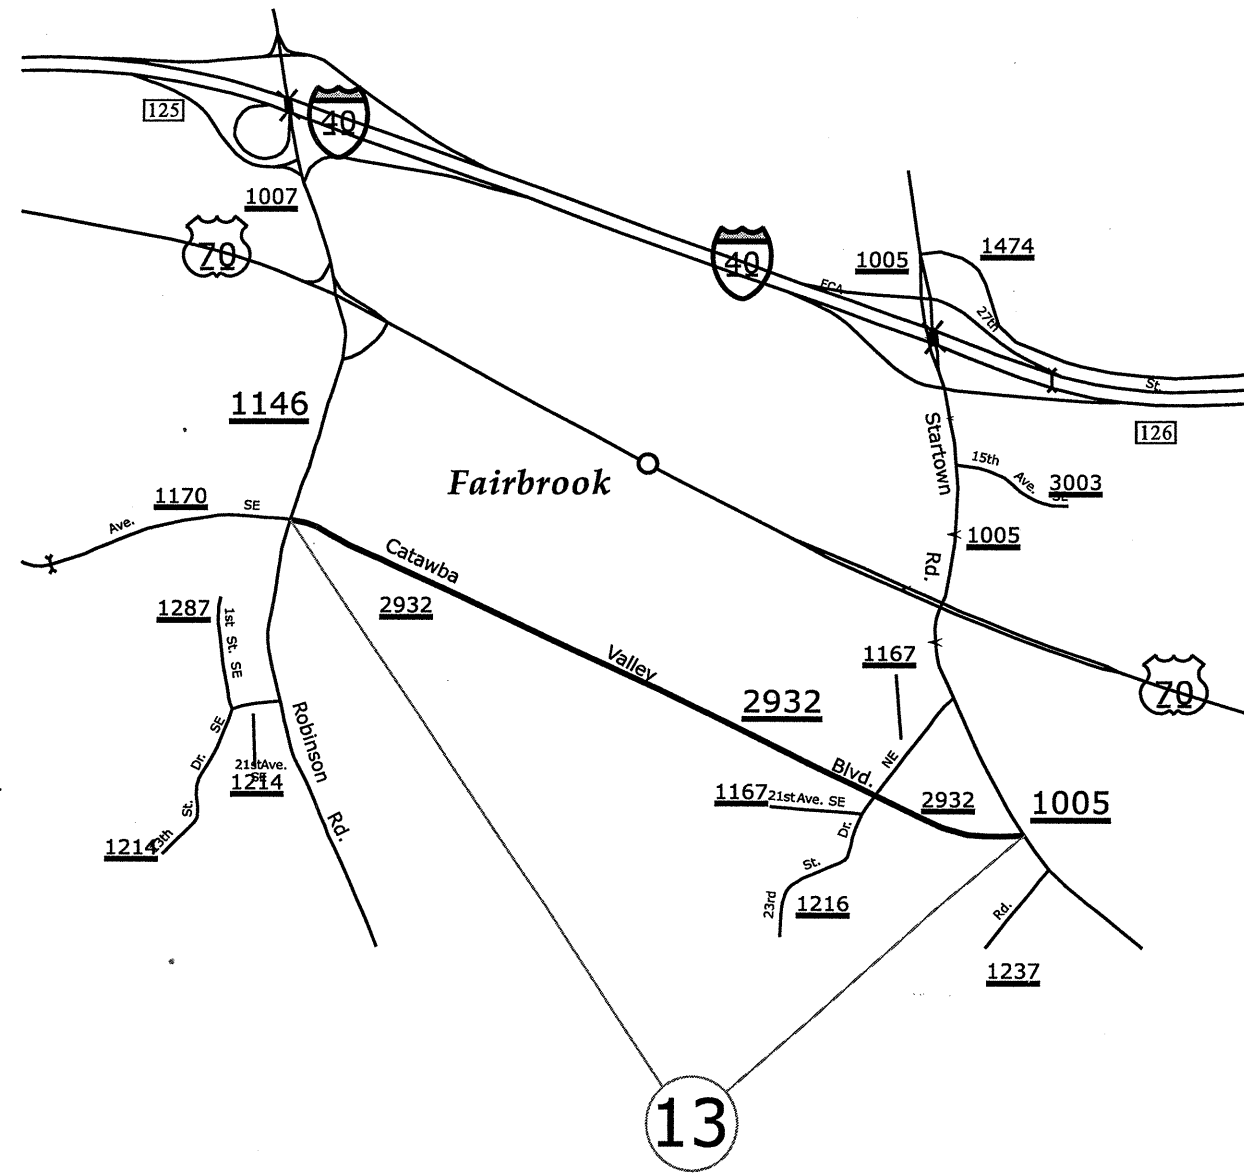 125
40
1007
70
40
1005
1474
ECA
27th
St.
126
1146
Startown
Fairbrook
15th
Ave.
SE
3003
1170
SE
Ave.
1005
Rd.
Catawba
2932
1287
1st St. SE
Valley
1167
70
2932
SE
Robinson
Dr.
21stAve.
SE
1214
NE
Blvd.
1167
21stAve. SE
2932
1005
St.
Rd.
Dr.
13th
1214
St.
23rd
1216
Rd.
1237
13